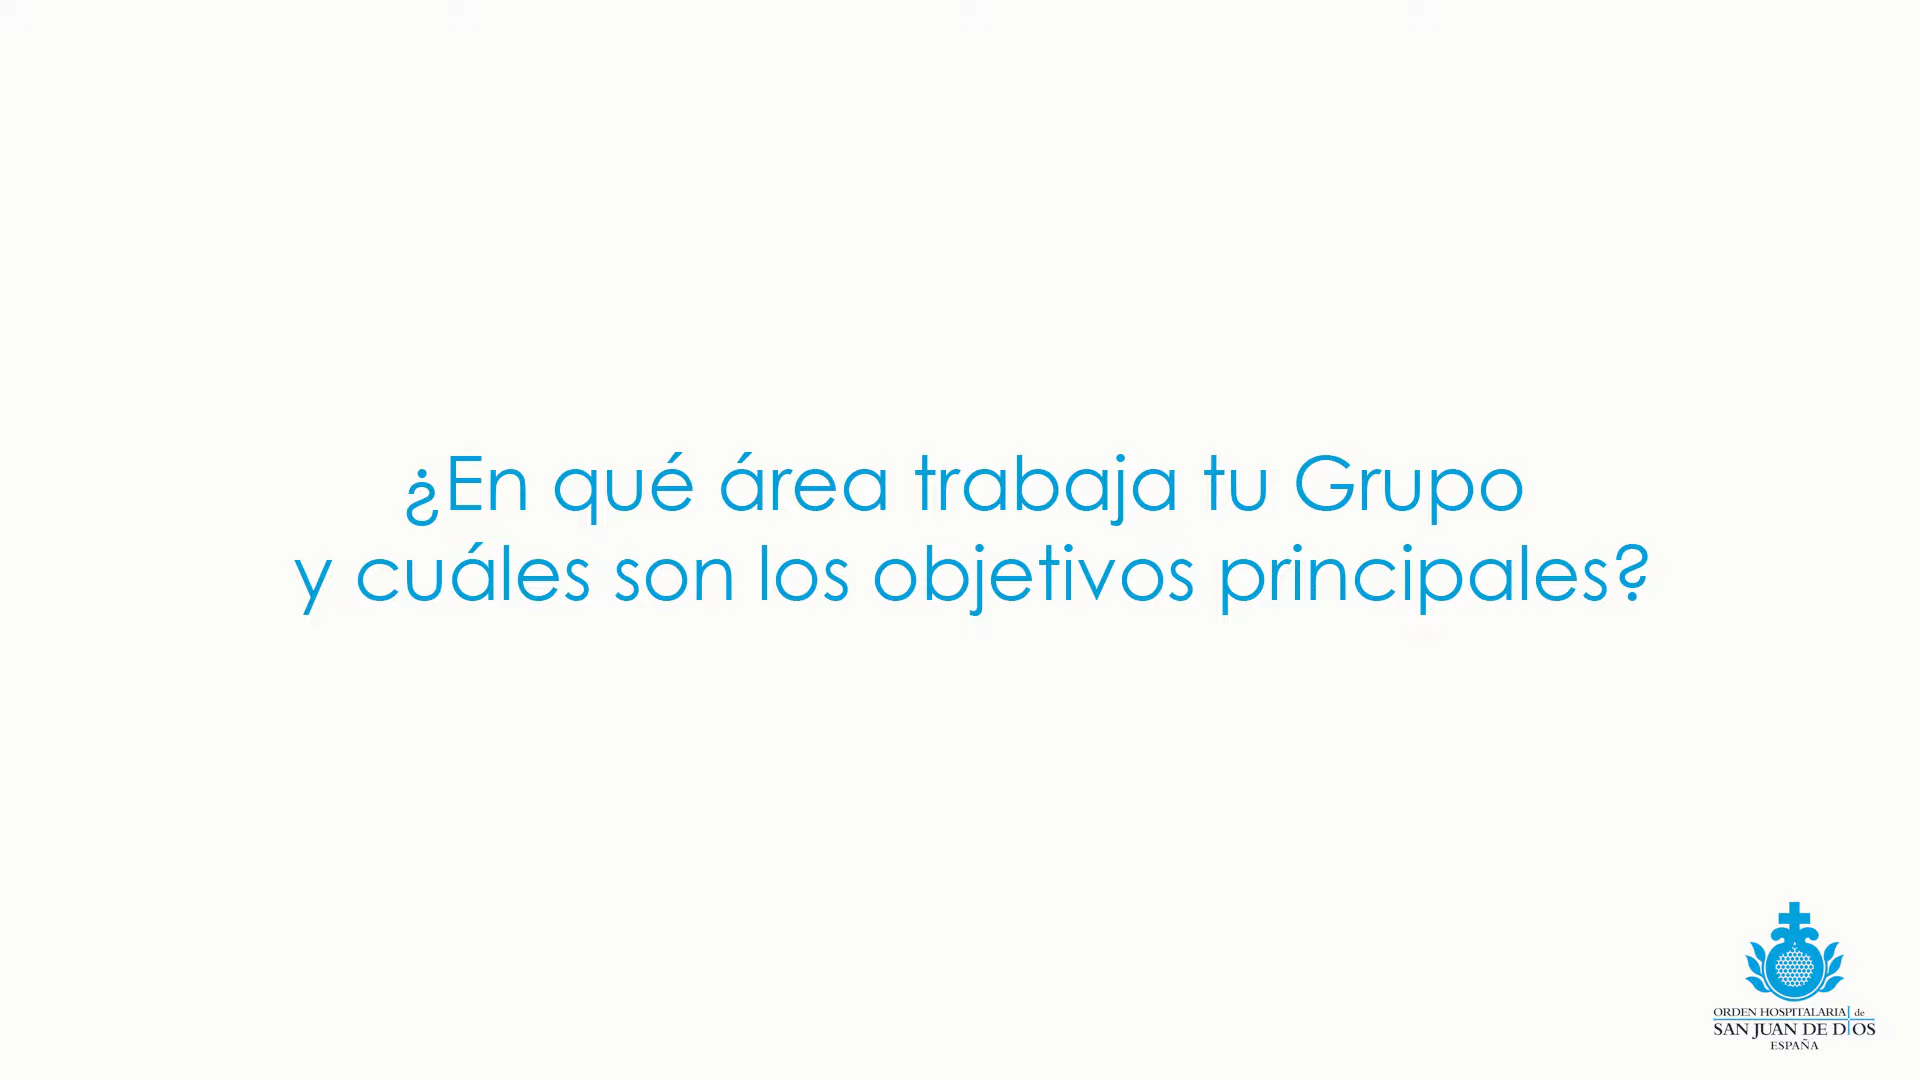 ¿En qué área trabaja tu Grupo
y cuáles son los objetivos principales?
ORDEN HOSPITALARIA de
SAN JUAN DE DIOS
ESPAÑA